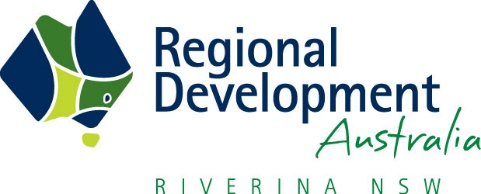 Regional
Development
Australia
RIVERINA NSW